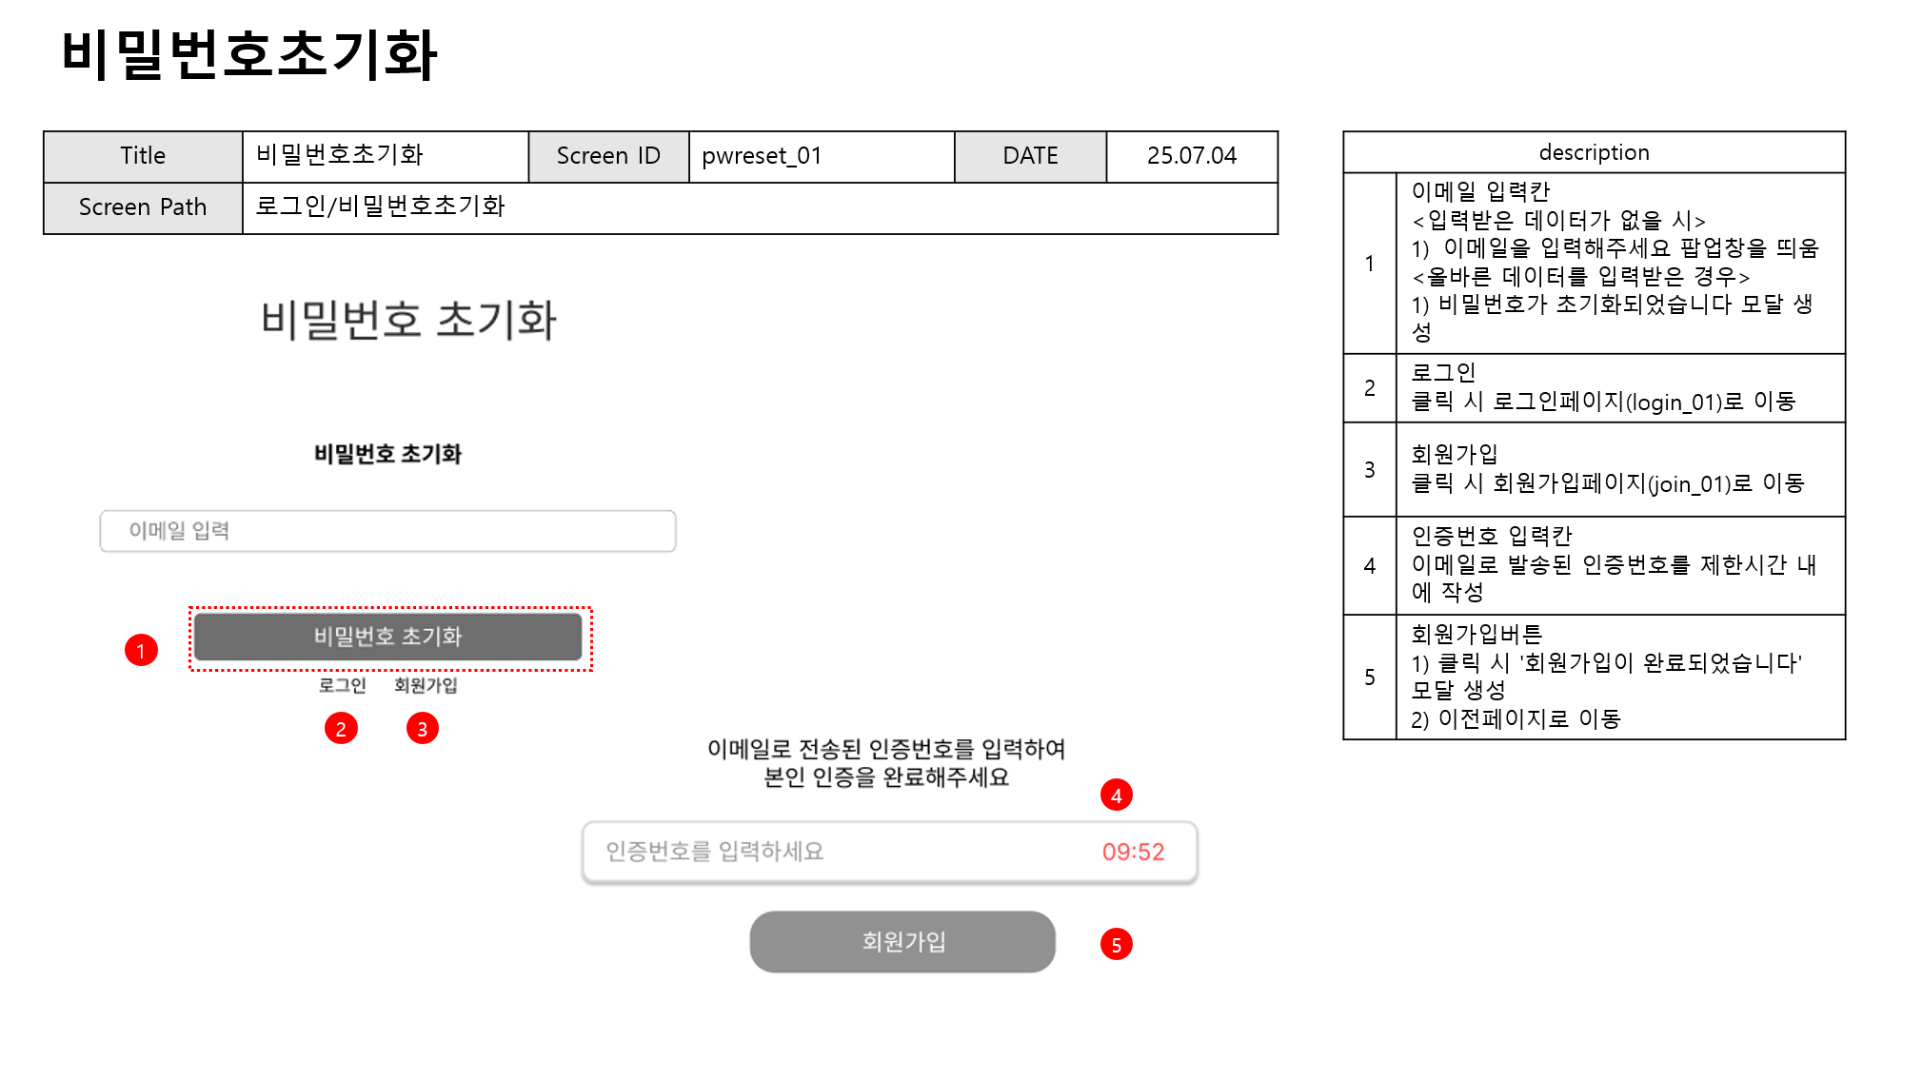 비밀번호초기화
Title 비밀번호초기화 Screen ID pwreset_01 DATE 25.07.04
Screen Path 로그인/비밀번호초기화
비밀번호 초기화
비밀번호 초기화
이메일 입력
1
비밀번호 초기화
로그인 회원가입
2 3
이메일로 전송된 인증번호를 입력하여
본인 인증을 완료해주세요
4
인증번호를 입력하세요 09:52
회원가입
5
description
1
이메일 입력칸
<입력받은 데이터가 없을 시>
1) 이메일을 입력해주세요 팝업창을 띄움
<올바른 데이터를 입력받은 경우>
1) 비밀번호가 초기화되었습니다 모달 생
성
2
로그인
클릭 시 로그인페이지(login_01)로 이동
3
회원가입
클릭 시 회원가입페이지(join_01)로 이동
4
인증번호 입력칸
이메일로 발송된 인증번호를 제한시간 내
에 작성
5
회원가입버튼
1) 클릭 시 '회원가입이 완료되었습니다'
모달 생성
2) 이전페이지로 이동